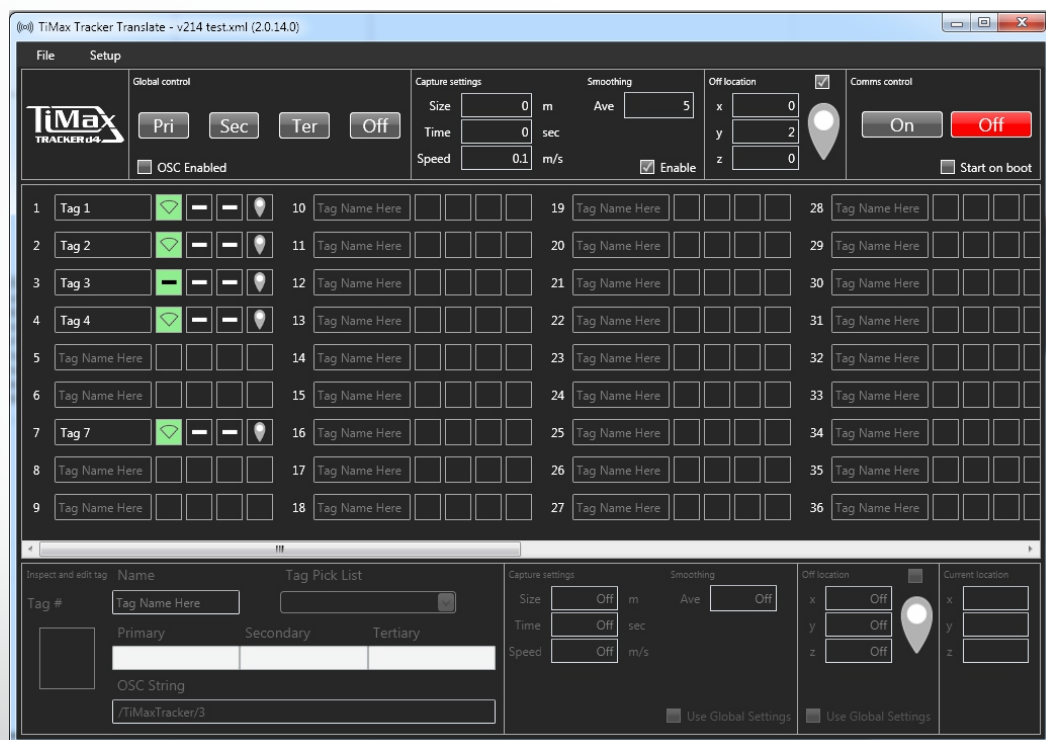 TiMax Tracker Translate - v214 test.xml (2.0.14.0)
File Setup
TiMax
TRACKER d4
Global control
Pri Sec Ter Off
OSC Enabled
Capture settings
Size 0 m
Time 0 sec
Speed 0.1 m/s
Smoothing
Ave 5
Enable
Off location
x 0
y 2
z 0
Comms control
On Off
Start on boot
1 Tag 1 10 Tag Name Here 19 Tag Name Here 28 Tag Name Here
2 Tag 2 11 Tag Name Here 20 Tag Name Here 29 Tag Name Here
3 Tag 3 12 Tag Name Here 21 Tag Name Here 30 Tag Name Here
4 Tag 4 13 Tag Name Here 22 Tag Name Here 31 Tag Name Here
5 Tag Name Here 14 Tag Name Here 23 Tag Name Here 32 Tag Name Here
6 Tag Name Here 15 Tag Name Here 24 Tag Name Here 33 Tag Name Here
7 Tag 7 16 Tag Name Here 25 Tag Name Here 34 Tag Name Here
8 Tag Name Here 17 Tag Name Here 26 Tag Name Here 35 Tag Name Here
9 Tag Name Here 18 Tag Name Here 27 Tag Name Here 36 Tag Name Here
Inspect and edit tag Name Tag Pick List
Tag # Tag Name Here
Primary Secondary Tertiary
OSC String
/TiMaxTracker/3
Capture settings
Size Off m
Time Off sec
Speed Off m/s
Smoothing
Ave Off
Use Global Settings
Off location
x Off
y Off
z Off
Use Global Settings
Current location
x
y
z